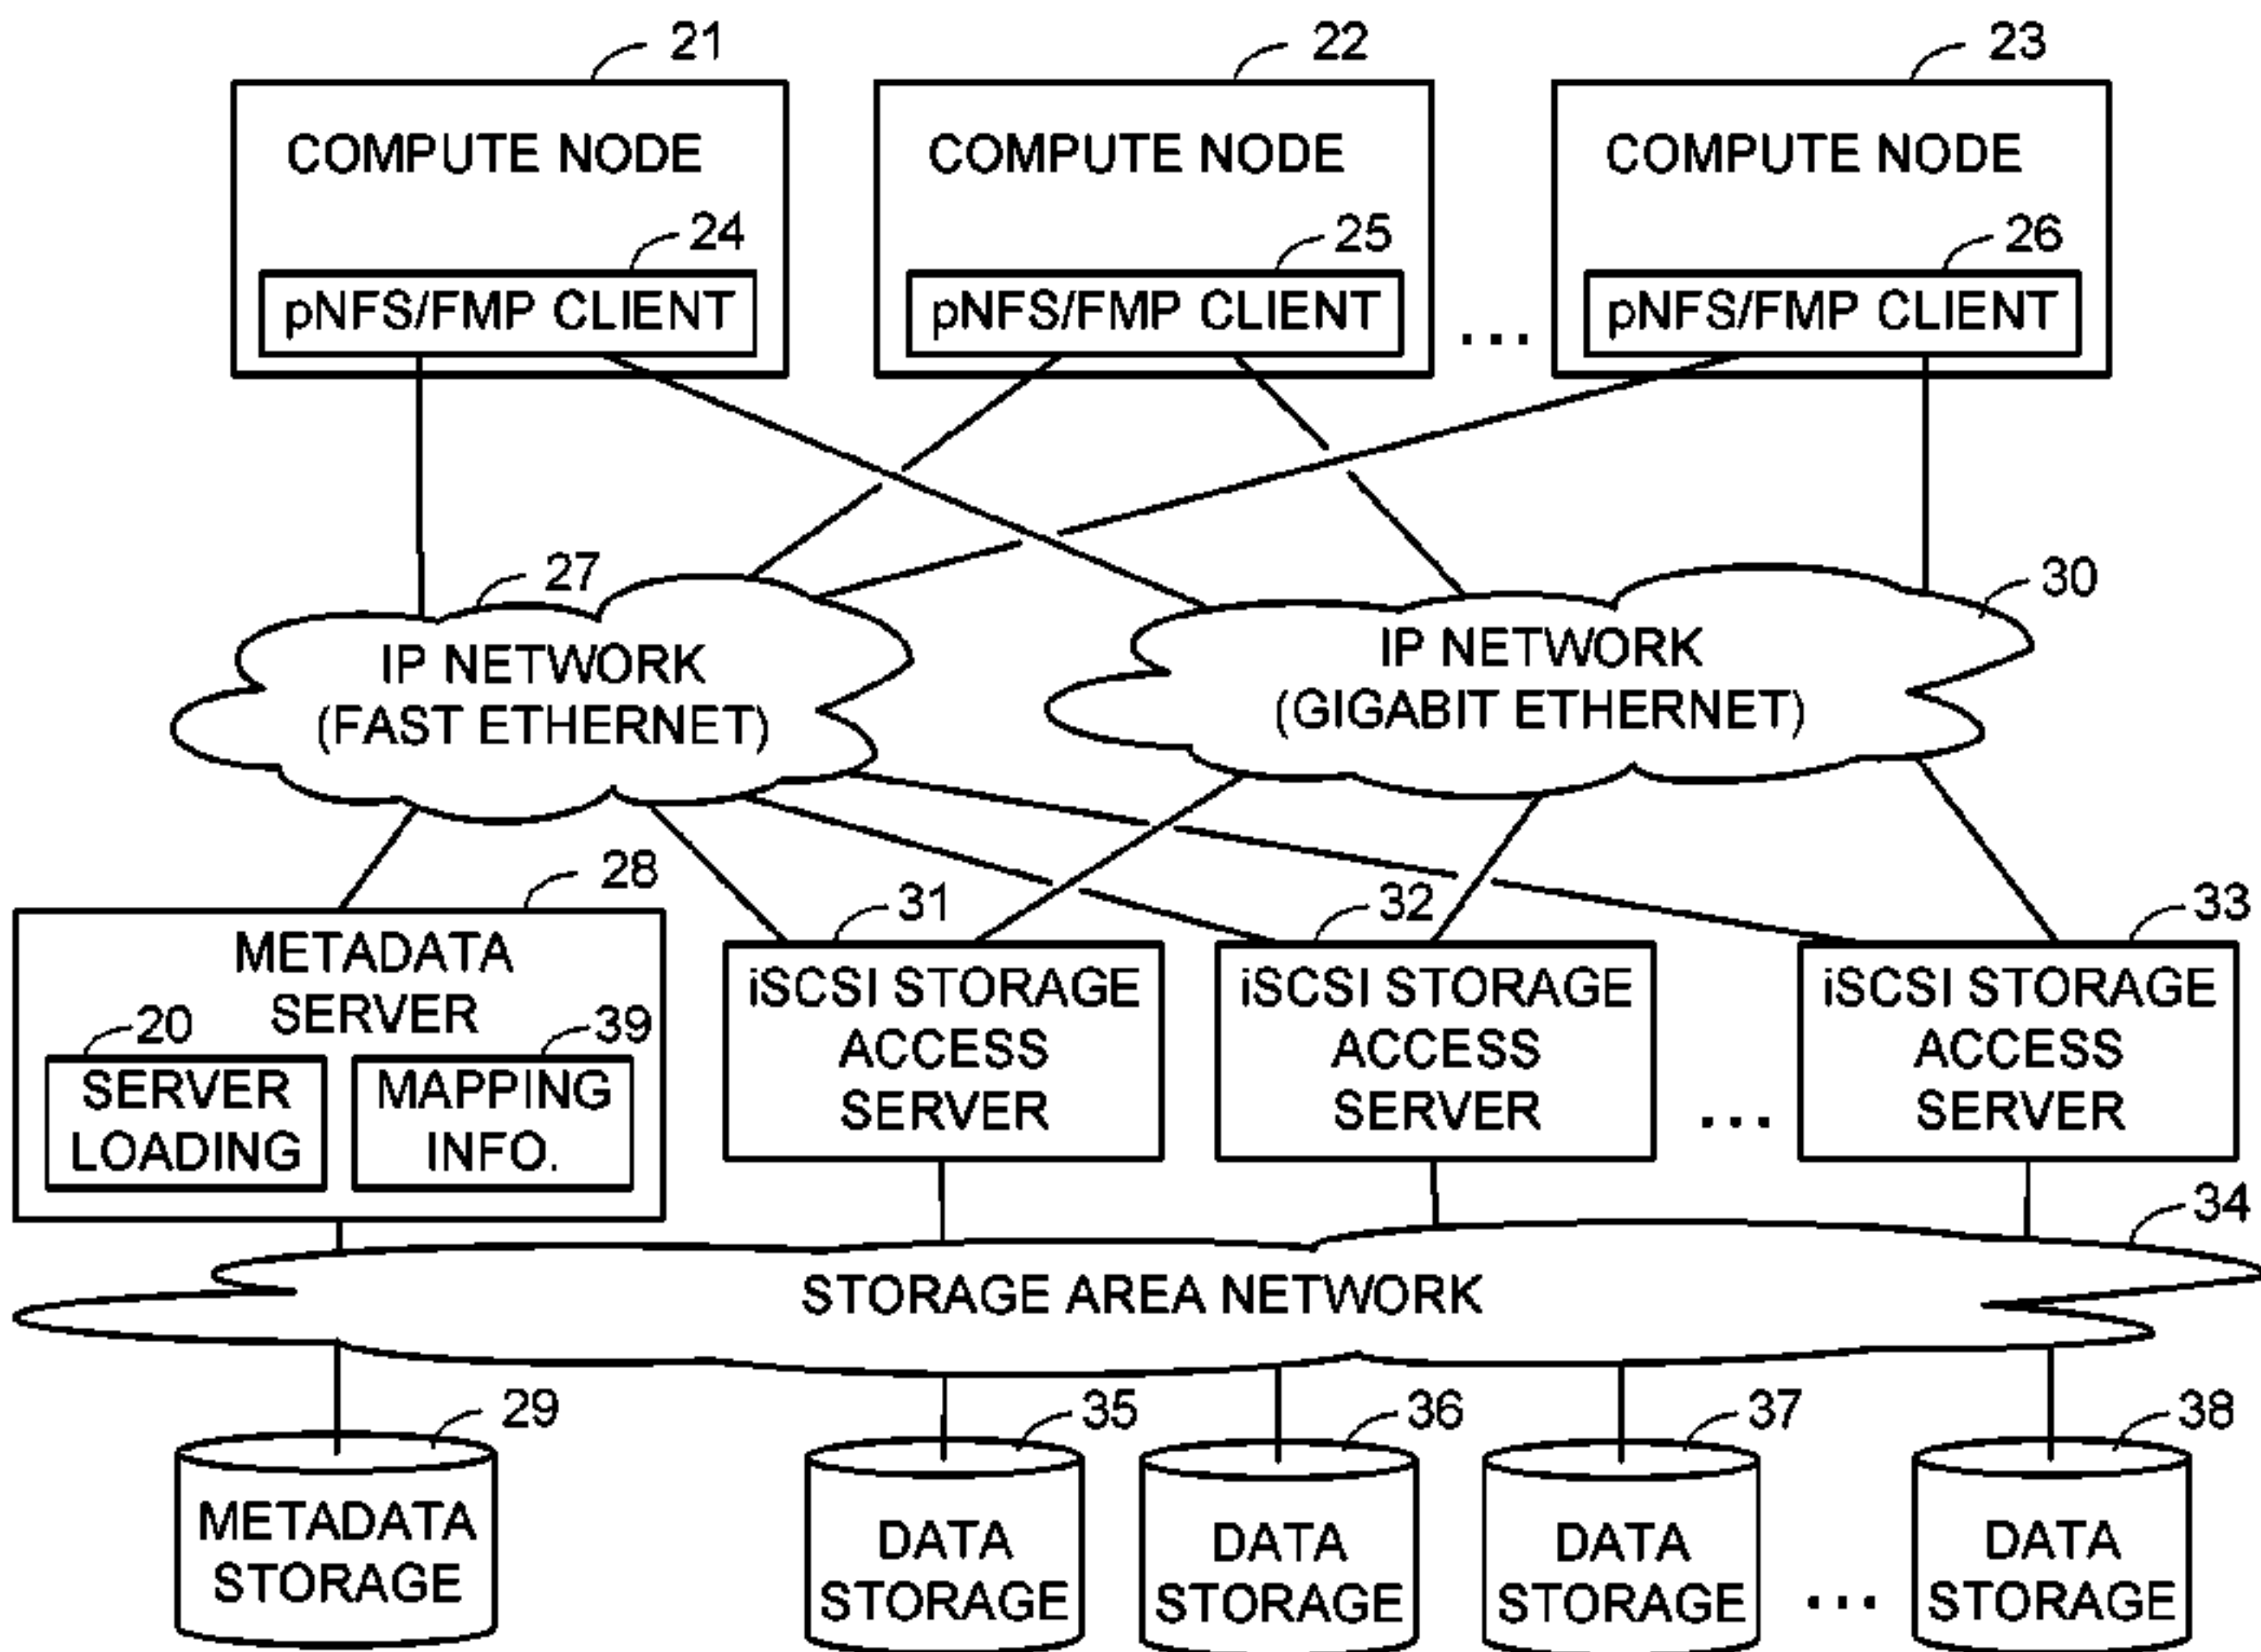 21
22
23
COMPUTE NODE
COMPUTE NODE
COMPUTE NODE
24
25
26
pNFS/FMP CLIENT
pNFS/FMP CLIENT
...
pNFS/FMP CLIENT
27
30
IP NETWORK
(FAST ETHERNET)
IP NETWORK
(GIGABIT ETHERNET)
28
31
32
33
METADATA
SERVER
20
39
SERVER
LOADING
MAPPING
INFO.
iSCSI STORAGE
ACCESS
SERVER
iSCSI STORAGE
ACCESS
SERVER
...
iSCSI STORAGE
ACCESS
SERVER
34
STORAGE AREA NETWORK
29
35
36
37
38
METADATA
STORAGE
DATA
STORAGE
DATA
STORAGE
DATA
STORAGE
...
DATA
STORAGE